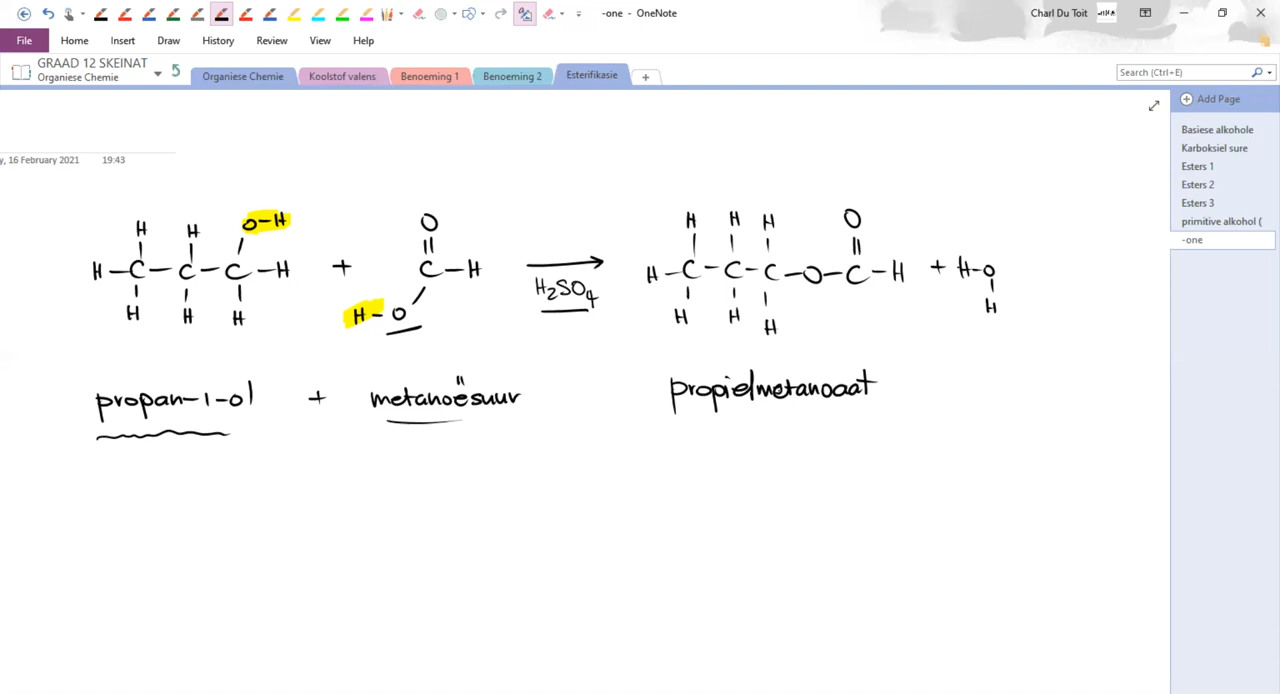 -one - OneNote
Charl Du Toit
File Home Insert Draw History Review View Help
GRAAD 12 SKEINAT
Organiese Chemie
Organiese Chemie Koolstof valens Benoeming 1 Benoeming 2 Esterifikasie +
Search (Ctrl+E)
Add Page
Basiese alkohole
Karboksiel sure
Esters 1
Esters 2
Esters 3
primitive alkohol (
-one
y, 16 February 2021 19:43
H H O-H O H H H O
H-C-C-C-H + C-H H-C-C-C-O-C-H + H-O
H H H H-O H2SO4 H H H H
propan-1-ol + metanoësuur propielmetanoaat